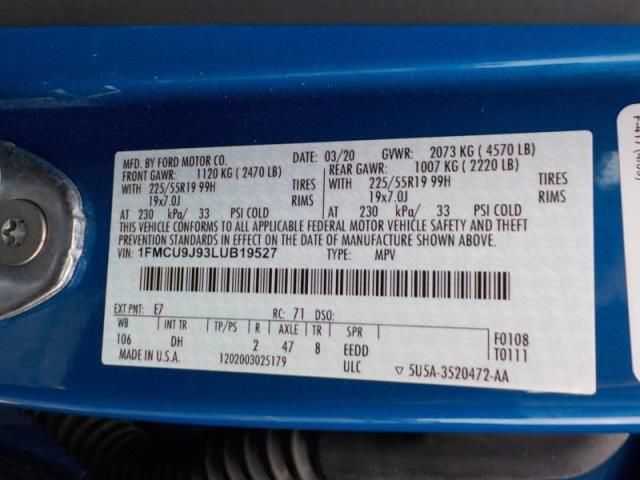 MFD. BY FORD MOTOR CO. DATE: 03/20 GVWR: 2073 KG ( 4570 LB)
FRONT GAWR: 1120 KG ( 2470 LB) REAR GAWR: 1007 KG ( 2220 LB)
WITH 225/55R19 99H TIRES WITH 225/55R19 99H TIRES
19x7.0J RIMS 19x7.0J RIMS
AT 230 kPa/ 33 PSI COLD AT 230 kPa/ 33 PSI COLD
THIS VEHICLE CONFORMS TO ALL APPLICABLE FEDERAL MOTOR VEHICLE SAFETY AND THEFT
PREVENTION STANDARDS IN EFFECT ON THE DATE OF MANUFACTURE SHOWN ABOVE.
VIN: 1FMCU9J93LUB19527 TYPE: MPV
EXT PNT: E7 RC: 71 DSO:
WB INT TR TP/PS R AXLE TR SPR F0108
106 DH 2 47 8 EEDD T0111
MADE IN U.S.A. 1202003025179 ULC 5U5A-3520472-AA